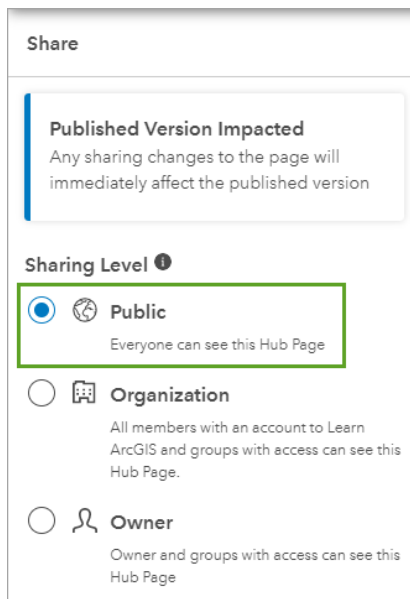 Share
Published Version Impacted
Any sharing changes to the page will
immediately affect the published version
Sharing Level
Public
Everyone can see this Hub Page
Organization
All members with an account to Learn
ArcGIS and groups with access can see this
Hub Page.
Owner
Owner and groups with access can see this
Hub Page